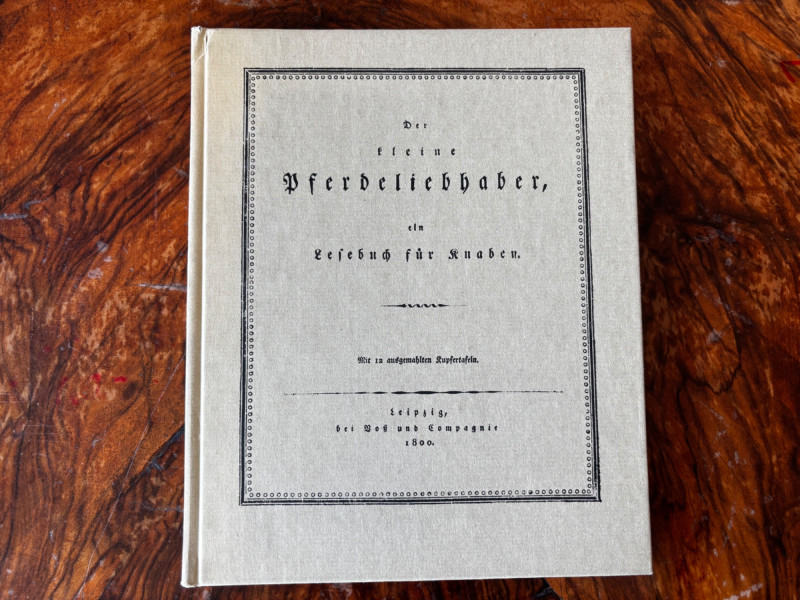 Der
kleine
Pferdeliebhaber,
ein
Lesebuch für Knaben.
Mit 12 ausgemahlten Kupfertafeln.
Leipzig,
bei Voß und Compagnie
1800.